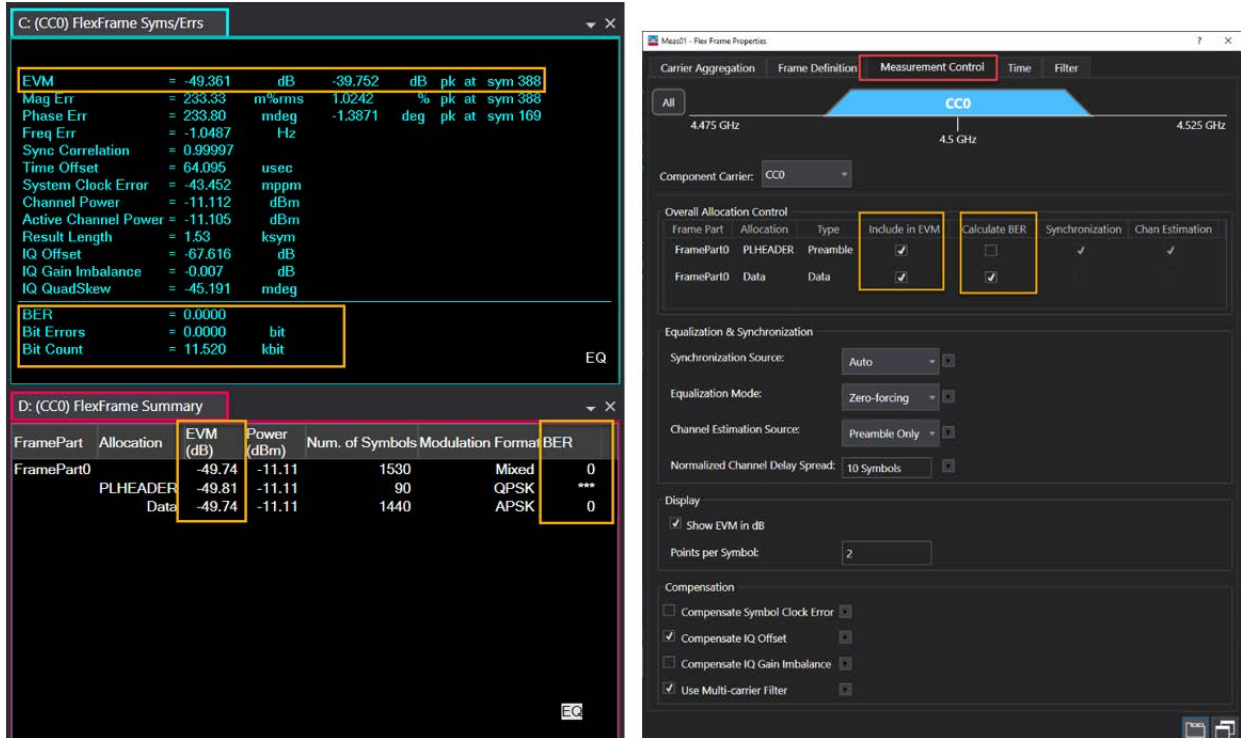 C: (CC0) FlexFrame Syms/Errs
EVM = -49.361 dB -39.752 dB pk at sym 388
Mag Err = 233.33 m%rms 1.0242 % pk at sym 388
Phase Err = 233.80 mdeg -1.3871 deg pk at sym 169
Freq Err = -1.0487 Hz
Sync Correlation = 0.99997
Time Offset = 64.095 usec
System Clock Error = -43.452 mppm
Channel Power = -11.112 dBm
Active Channel Power = -11.105 dBm
Result Length = 1.53 ksym
IQ Offset = -67.616 dB
IQ Gain Imbalance = -0.007 dB
IQ QuadSkew = -45.191 mdeg
BER = 0.0000
Bit Errors = 0.0000 bit
Bit Count = 11.520 kbit
EQ
D: (CC0) FlexFrame Summary
FramePart Allocation EVM (dB) Power (dBm) Num. of Symbols Modulation Format BER
FramePart0 -49.74 -11.11 1530 Mixed 0
PLHEADER -49.81 -11.11 90 QPSK ***
Data -49.74 -11.11 1440 APSK 0
EQ
Meas01 - Flex Frame Properties ? ×
Carrier Aggregation Frame Definition Measurement Control Time Filter
All CC0
4.475 GHz 4.5 GHz 4.525 GHz
Component Carrier: CC0
Overall Allocation Control
Frame Part Allocation Type Include in EVM Calculate BER Synchronization Chan Estimation
FramePart0 PLHEADER Preamble
FramePart0 Data Data
Equalization & Synchronization
Synchronization Source: Auto
Equalization Mode: Zero-forcing
Channel Estimation Source: Preamble Only
Normalized Channel Delay Spread: 10 Symbols
Display
Show EVM in dB
Points per Symbol: 2
Compensation
Compensate Symbol Clock Error
Compensate IQ Offset
Compensate IQ Gain Imbalance
Use Multi-carrier Filter